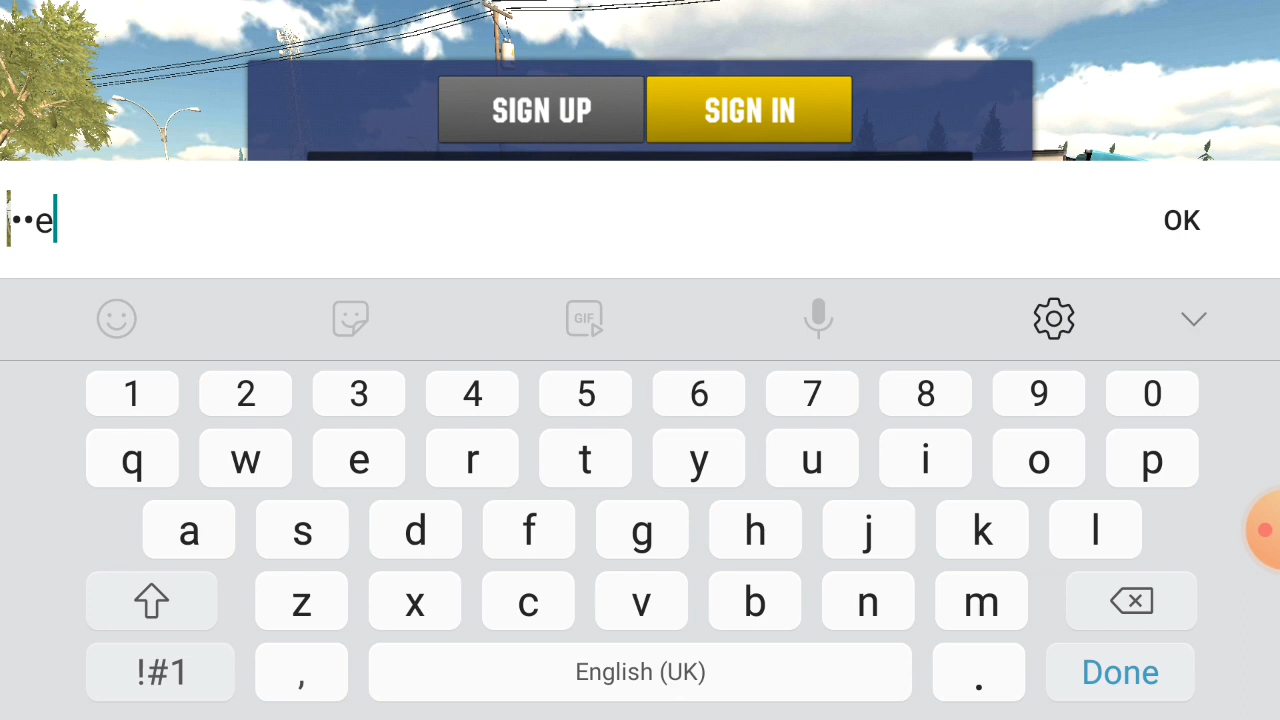 SIGN UP SIGN IN
••e OK
GIF
1 2 3 4 5 6 7 8 9 0
q w e r t y u i o p
a s d f g h j k l
z x c v b n m
!#1 , English (UK) . Done